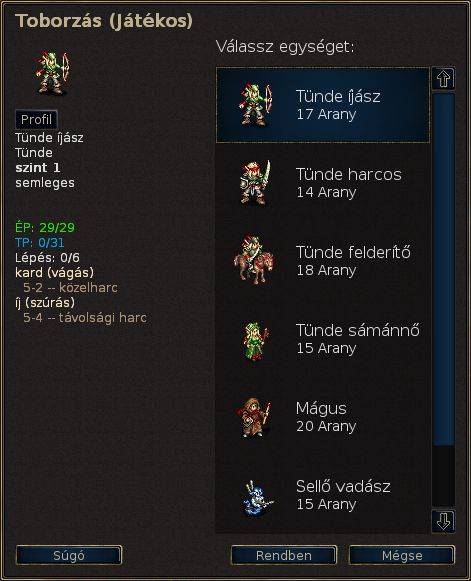 Toborzás (Játékos)
Válassz egységet:
Profil
Tünde íjász
Tünde
szint 1
semleges
ÉP: 29/29
TP: 0/31
Lépés: 0/6
kard (vágás)
5-2 -- közelharc
íj (szúrás)
5-4 -- távolsági harc
Tünde íjász
17 Arany
Tünde harcos
14 Arany
Tünde felderítő
18 Arany
Tünde sámánnő
15 Arany
Mágus
20 Arany
Sellő vadász
15 Arany
Súgó
Rendben
Mégse